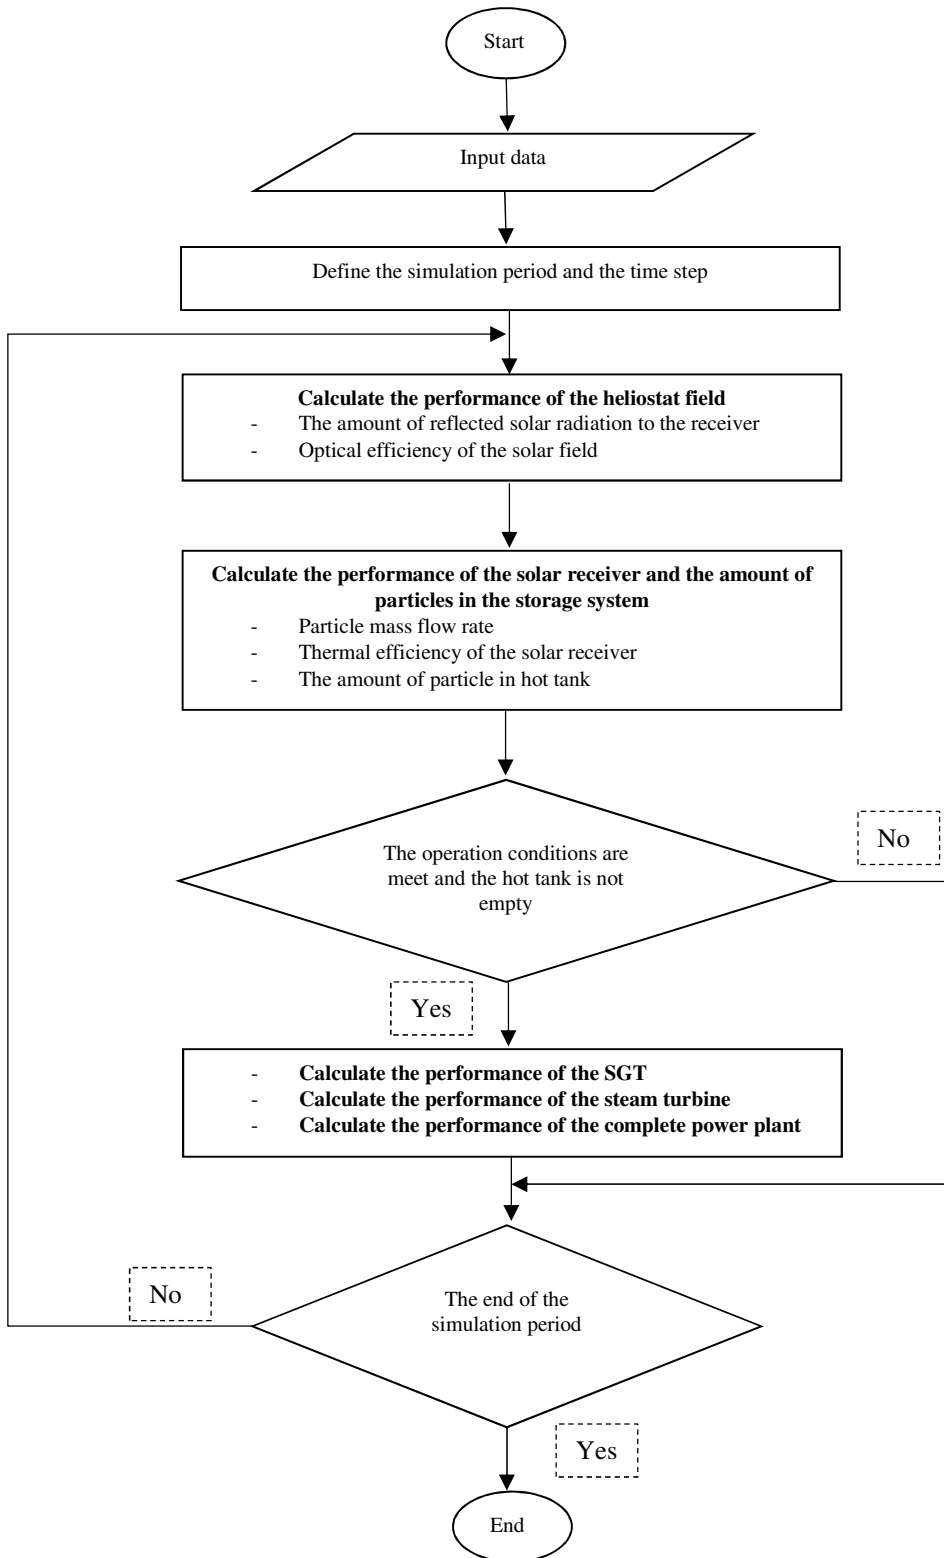 Start
Input data
Define the simulation period and the time step
Calculate the performance of the heliostat field
- The amount of reflected solar radiation to the receiver
- Optical efficiency of the solar field
Calculate the performance of the solar receiver and the amount of
particles in the storage system
- Particle mass flow rate
- Thermal efficiency of the solar receiver
- The amount of particle in hot tank
The operation conditions are
meet and the hot tank is not
empty
No
Yes
- Calculate the performance of the SGT
- Calculate the performance of the steam turbine
- Calculate the performance of the complete power plant
The end of the
simulation period
No
Yes
End